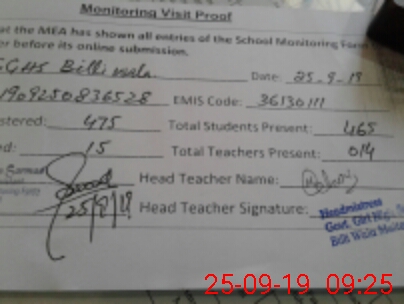 Monitoring Visit Proof
at the MEA has shown all entries of the School Monitoring Form
er before its online submission.
GGHS Billi wala Date: 25-9-19
1909250836528 EMIS Code: 36130111
stered: 475 Total Students Present: 465
ed: 15 Total Teachers Present: 014
Sarmad Head Teacher Name:
25/9/19 Head Teacher Signature:
Headmistress
Govt. Girl High
Billi Wala
25-09-19 09:25